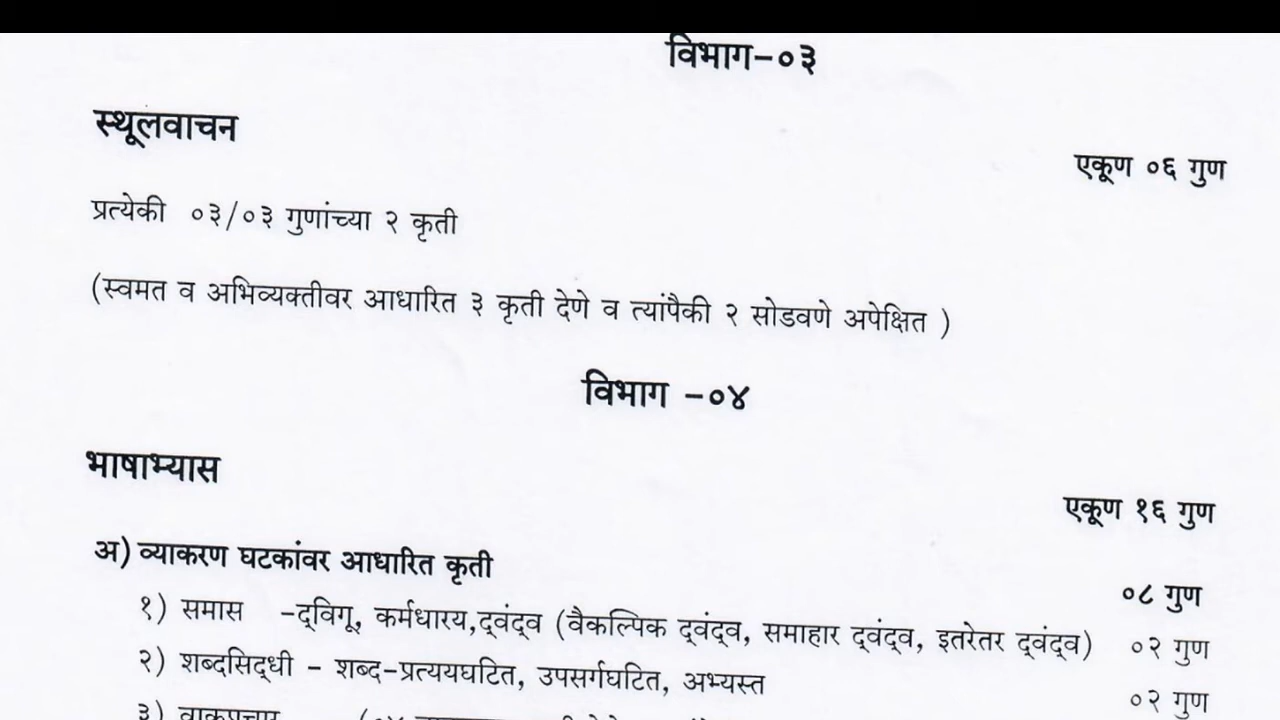 विभाग-०३
स्थूलवाचन
एकूण ०६ गुण
प्रत्येकी ०३/०३ गुणांच्या २ कृती
(स्वमत व अभिव्यक्तीवर आधारित ३ कृती देणे व त्यांपैकी २ सोडवणे अपेक्षित )
विभाग -०४
भाषाभ्यास
एकूण १६ गुण
अ) व्याकरण घटकांवर आधारित कृती ०८ गुण
१) समास -द्‌विगू, कर्मधारय,द्‌वंद्‌व (वैकल्पिक द्‌वंद्‌व, समाहार द्‌वंद्‌व, इतरेतर द्‌वंद्‌व) ०२ गुण
२) शब्दसिद्‌धी - शब्द-प्रत्ययघटित, उपसर्गघटित, अभ्यस्त ०२ गुण
३)